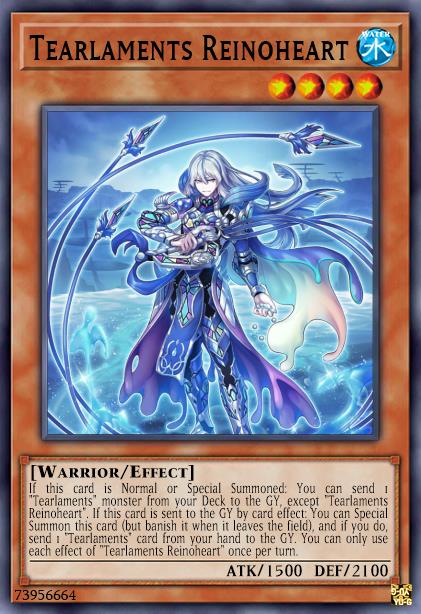 TEARLAMENTS REINOHEART
WATER
水
[WARRIOR/EFFECT]
If this card is Normal or Special Summoned: You can send 1
"Tearlaments" monster from your Deck to the GY, except "Tearlaments
Reinoheart". If this card is sent to the GY by card effect: You can Special
Summon this card (but banish it when it leaves the field), and if you do,
send 1 "Tearlaments" card from your hand to the GY. You can only use
each effect of "Tearlaments Reinoheart" once per turn.
ATK/1500 DEF/2100
73956664